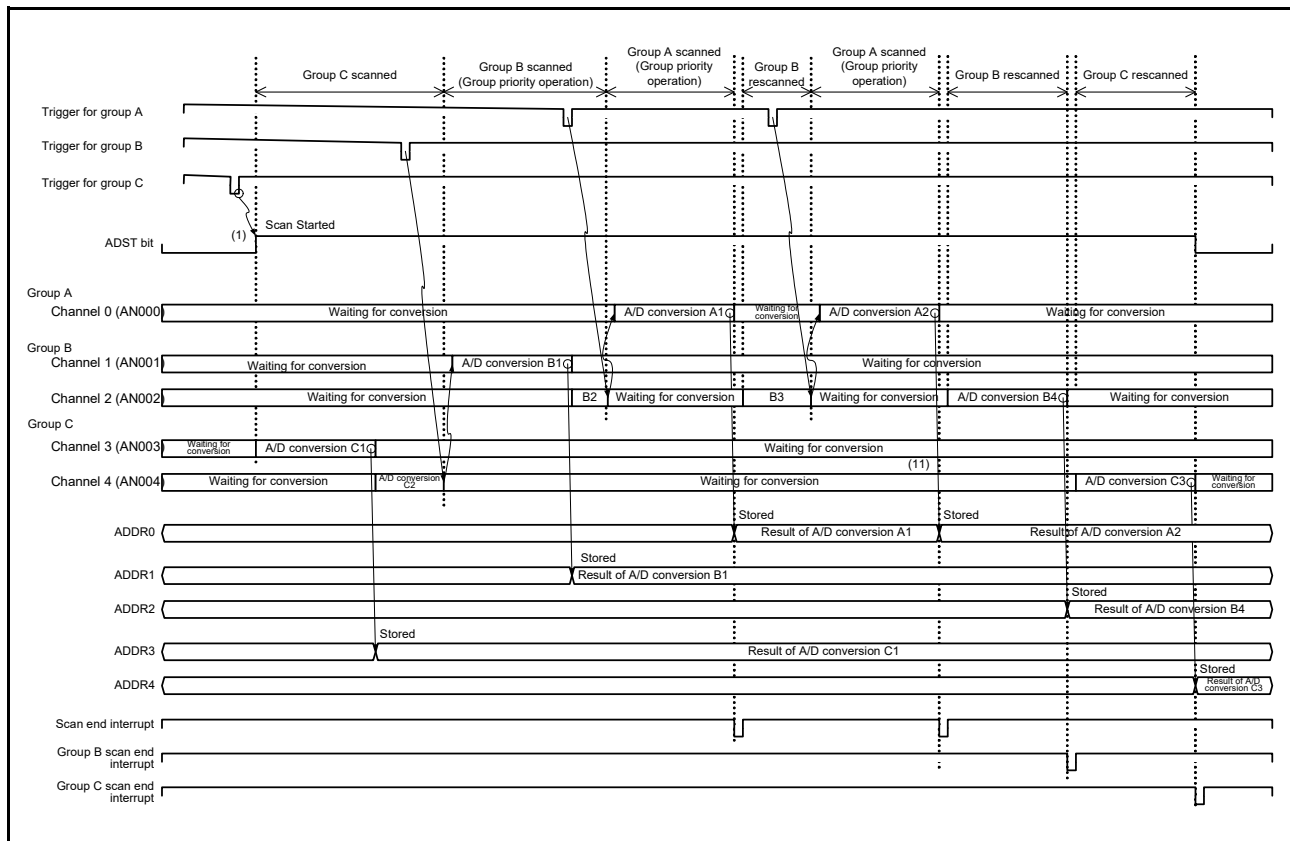 Group C scanned
Group B scanned
(Group priority operation)
Group A scanned
(Group priority
operation)
Group B
rescanned
Group A scanned
(Group priority
operation)
Group B rescanned
Group C rescanned
Trigger for group A
Trigger for group B
Trigger for group C
(1)
Scan Started
ADST bit
Group A
Channel 0 (AN000)
Waiting for conversion
A/D conversion A1
Waiting for
conversion
A/D conversion A2
Waiting for conversion
Group B
Channel 1 (AN001)
Waiting for conversion
A/D conversion B1
Waiting for conversion
Channel 2 (AN002)
Waiting for conversion
B2
Waiting for conversion
B3
Waiting for conversion
A/D conversion B4
Waiting for conversion
Group C
Channel 3 (AN003)
Waiting for
conversion
A/D conversion C1
Waiting for conversion
(11)
Channel 4 (AN004)
Waiting for conversion
A/D conversion
C2
Waiting for conversion
A/D conversion C3
Waiting for
conversion
ADDR0
Stored
Result of A/D conversion A1
Stored
Result of A/D conversion A2
ADDR1
Stored
Result of A/D conversion B1
ADDR2
Stored
Result of A/D conversion B4
ADDR3
Stored
Result of A/D conversion C1
ADDR4
Stored
Result of A/D
conversion C3
Scan end interrupt
Group B scan end
interrupt
Group C scan end
interrupt